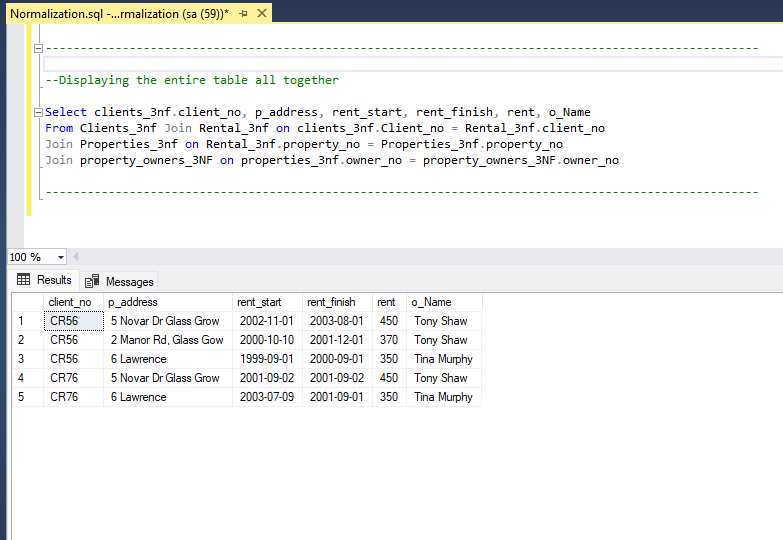 Normalization.sql -...rmalization (sa (59))*
--------------------------------------------------------------------------------------------
--Displaying the entire table all together
Select clients_3nf.client_no, p_address, rent_start, rent_finish, rent, o_Name
From Clients_3nf Join Rental_3nf on clients_3nf.Client_no = Rental_3nf.client_no
Join Properties_3nf on Rental_3nf.property_no = Properties_3nf.property_no
Join property_owners_3NF on properties_3nf.owner_no = property_owners_3NF.owner_no
--------------------------------------------------------------------------------------------
100 %
Results Messages
client_no p_address rent_start rent_finish rent o_Name
1 CR56 5 Novar Dr Glass Grow 2002-11-01 2003-08-01 450 Tony Shaw
2 CR56 2 Manor Rd, Glass Gow 2000-10-10 2001-12-01 370 Tony Shaw
3 CR56 6 Lawrence 1999-09-01 2000-09-01 350 Tina Murphy
4 CR76 5 Novar Dr Glass Grow 2001-09-02 2001-09-02 450 Tony Shaw
5 CR76 6 Lawrence 2003-07-09 2001-09-01 350 Tina Murphy